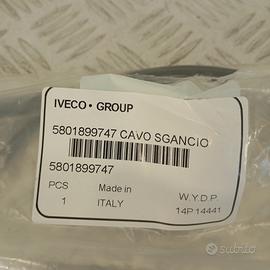 IVECO • GROUP
5801899747 CAVO SGANCIO
5801899747
PCS Made in W.Y.D.P.
1 ITALY 14P 14441
subito